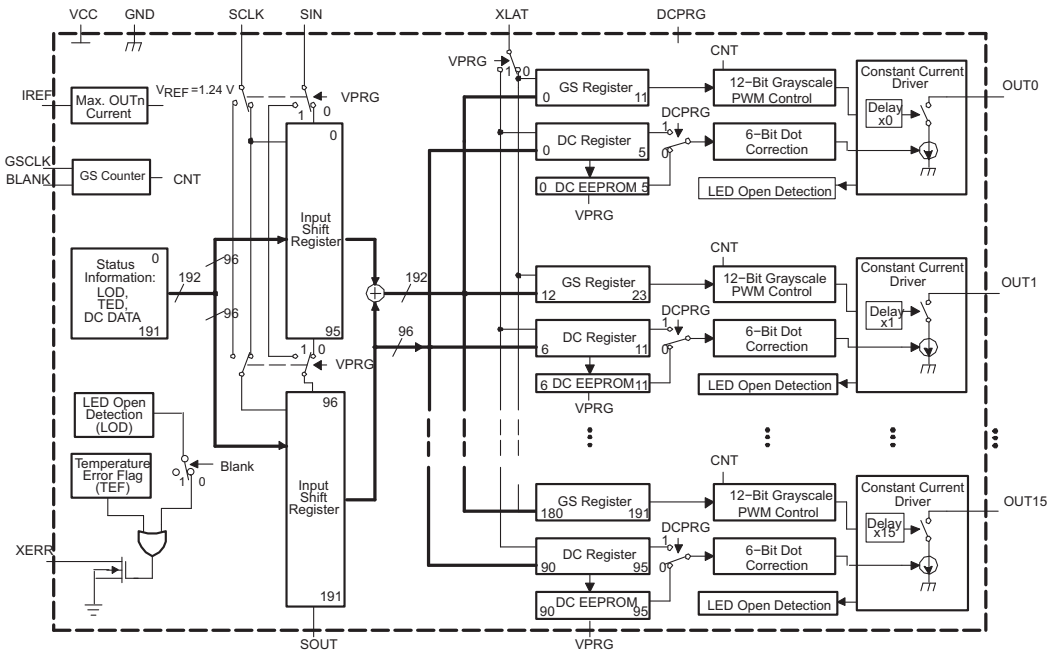 VCC
GND
SCLK
SIN
XLAT
DCPRG
IREF
Max. OUTn
Current
VREF =1.24 V
VPRG
1
0
GSCLK
BLANK
GS Counter
CNT
0
Status
Information:
LOD,
TED,
DC DATA
191
192
96
96
0
Input
Shift
Register
95
1
0
VPRG
96
Input
Shift
Register
191
SOUT
192
96
LED Open
Detection
(LOD)
Temperature
Error Flag
(TEF)
1
0
Blank
XERR
VPRG
1
0
GS Register
0
11
CNT
12−Bit Grayscale
PWM Control
DC Register
0
5
DCPRG
1
0
6−Bit Dot
Correction
0 DC EEPROM 5
VPRG
LED Open Detection
Constant Current
Driver
Delay
x0
OUT0
GS Register
12
23
CNT
12−Bit Grayscale
PWM Control
DC Register
6
11
DCPRG
1
0
6−Bit Dot
Correction
6 DC EEPROM 11
VPRG
LED Open Detection
Constant Current
Driver
Delay
x1
OUT1
GS Register
180
191
CNT
12−Bit Grayscale
PWM Control
DC Register
90
95
DCPRG
1
0
6−Bit Dot
Correction
DC EEPROM
90
95
VPRG
LED Open Detection
Constant Current
Driver
Delay
x15
OUT15